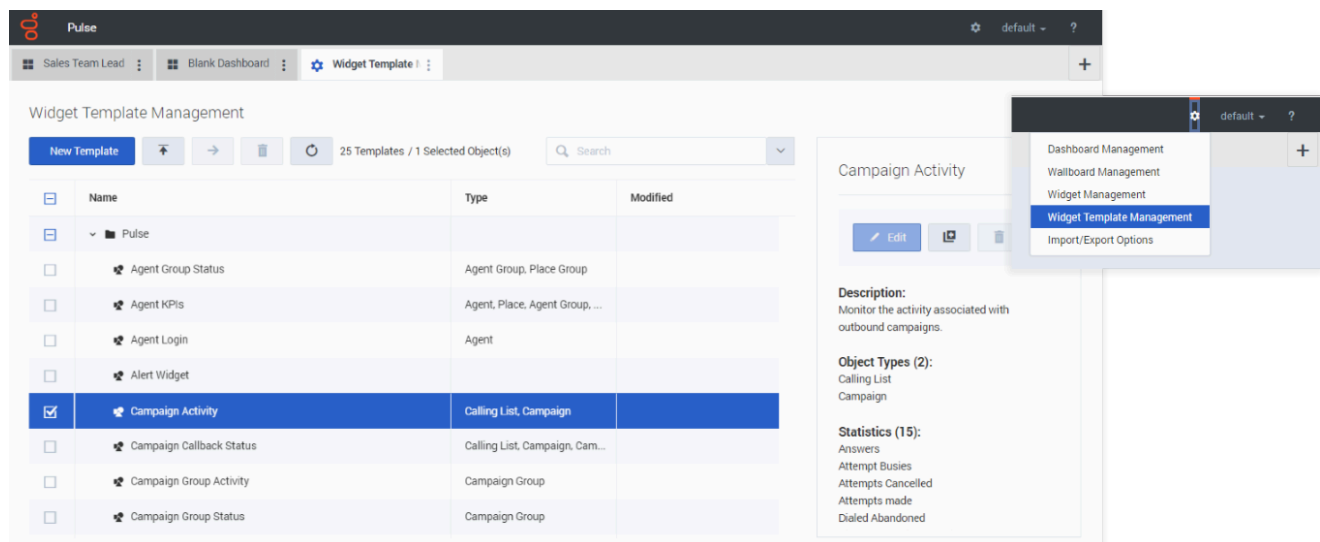 Pulse
default
?
Sales Team Lead
Blank Dashboard
Widget Template
+
Widget Template Management
New Template
25 Templates / 1 Selected Object(s)
Search
Name Type Modified
Pulse
Agent Group Status Agent Group, Place Group
Agent KPIs Agent, Place, Agent Group, ...
Agent Login Agent
Alert Widget
Campaign Activity Calling List, Campaign
Campaign Callback Status Calling List, Campaign, Cam...
Campaign Group Activity Campaign Group
Campaign Group Status Campaign Group
Campaign Activity
Edit
Description:
Monitor the activity associated with
outbound campaigns.
Object Types (2):
Calling List
Campaign
Statistics (15):
Answers
Attempt Busies
Attempts Cancelled
Attempts made
Dialed Abandoned
default
?
+
Dashboard Management
Wallboard Management
Widget Management
Widget Template Management
Import/Export Options